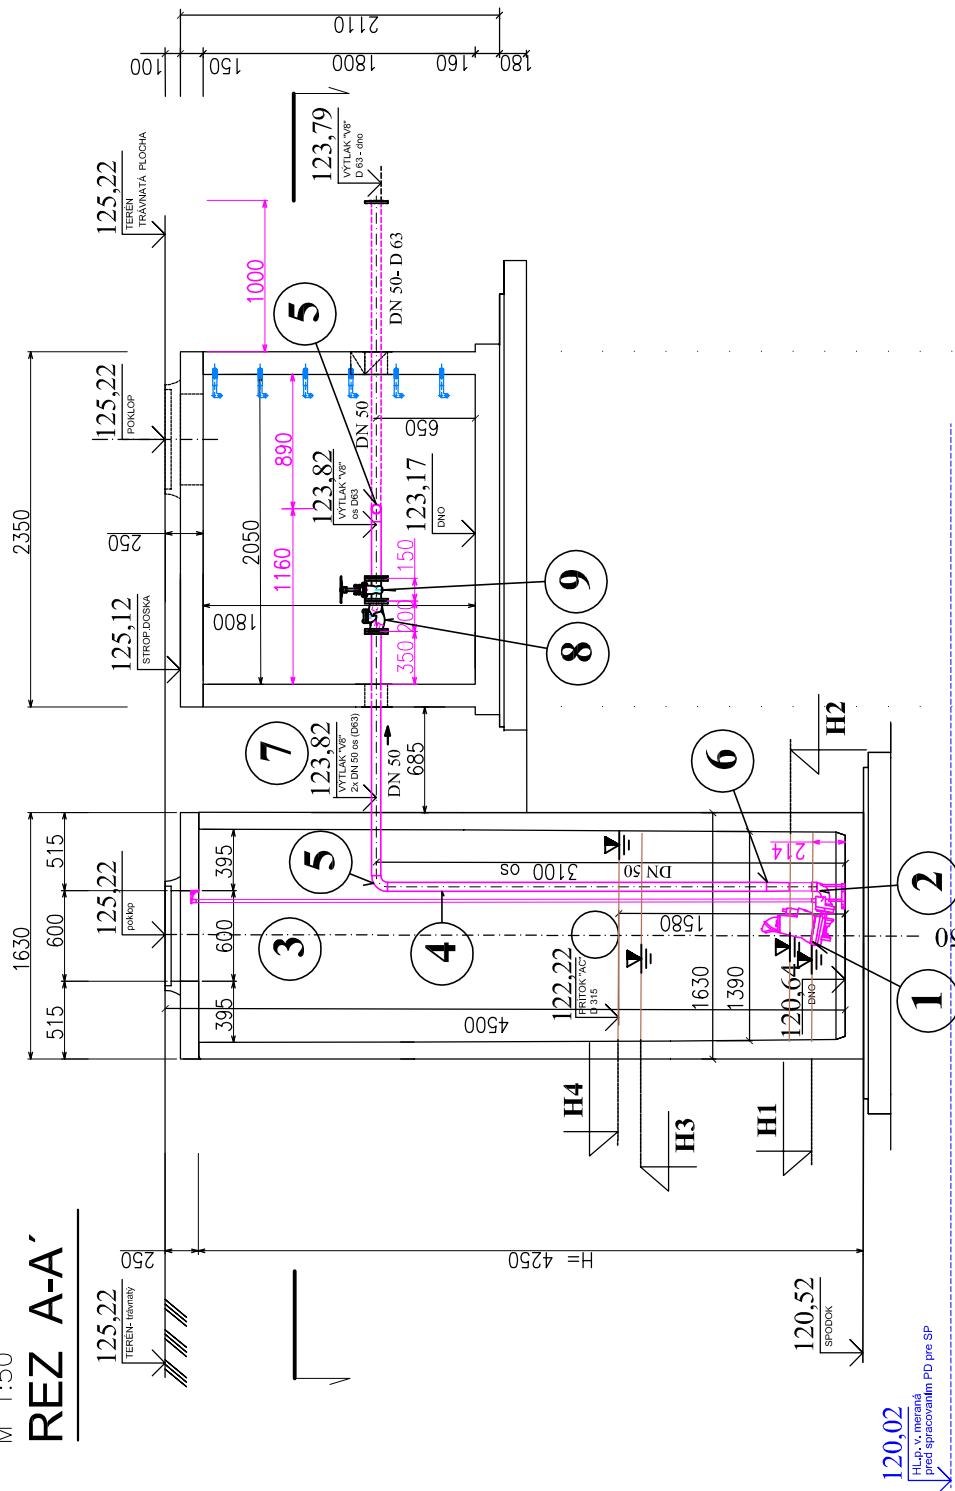 M 1:50
REZ A-A´
125,22
TERÉN- trávnatý
250
H= 4250
120,52
SPODOK
120,02
HL.p. v. meraná
pred spracovaním PD pre SP
1630
515
600
515
125,22
poklop
395
600
395
3
4
5
4500
3100 os
DN 50
1580
1630
1390
214
122,22
PRÍTOK "AC"
D 315
120,64
DNO
H4
H3
H1
H2
1
2
6
7
123,82
VÝTLAK "V8"
2x DN 50 os (D63)
DN 50
685
2350
125,12
STROP.DOSKA
250
125,22
POKLOP
125,22
TERÉN
TRÁVNATÁ PLOCHA
2050
1160
890
1000
1800
350
200
150
123,82
VÝTLAK "V8"
os D63
DN 50
650
123,17
DNO
5
8
9
DN 50- D 63
123,79
VÝTLAK "V8"
D 63 - dno
100
150
1800
160
180
2110